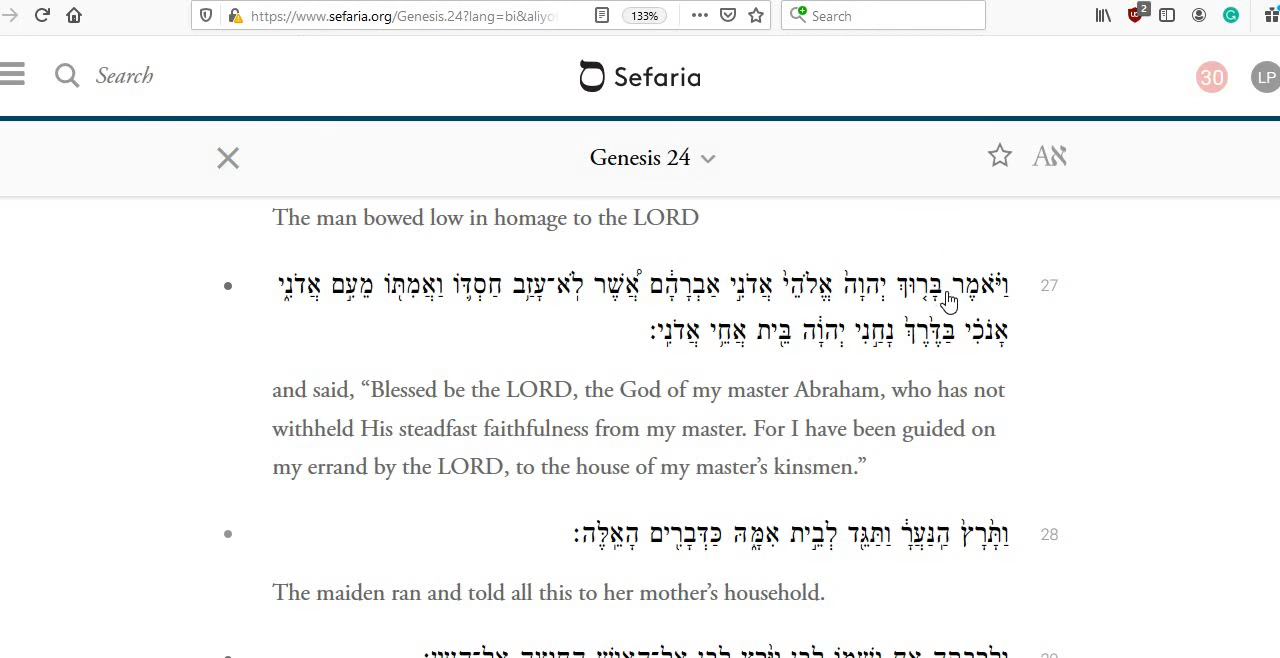 https://www.sefaria.org/Genesis.24?lang=bi&aliyo
133%
Search
2
Search
Sefaria
30
LP
Genesis 24
Aא
The man bowed low in homage to the LORD
וַיֹּ֗אמֶר בָּר֤וּךְ יְהוָה֙ אֱלֹהֵי֙ אֲדֹנִ֣י אַבְרָהָ֔ם אֲ֠שֶׁר לֹֽא־עָזַ֥ב חַסְדּ֛וֹ וַאֲמִתּ֖וֹ מֵעִ֣ם אֲדֹנִ֑י
27
אָנֹכִ֗י בַּדֶּ֙רֶךְ֙ נָחַ֣נִי יְהוָ֔ה בֵּ֖ית אֲחֵ֥י אֲדֹנִֽי׃
and said, “Blessed be the LORD, the God of my master Abraham, who has not
withheld His steadfast faithfulness from my master. For I have been guided on
my errand by the LORD, to the house of my master’s kinsmen.”
וַתָּ֙רָץ֙ הַֽנַּעֲרָ֔ וַתַּגֵּ֖ד לְבֵ֣ית אִמָּ֑הּ כַּדְּבָרִ֖ים הָאֵֽלֶּה׃
28
The maiden ran and told all this to her mother’s household.